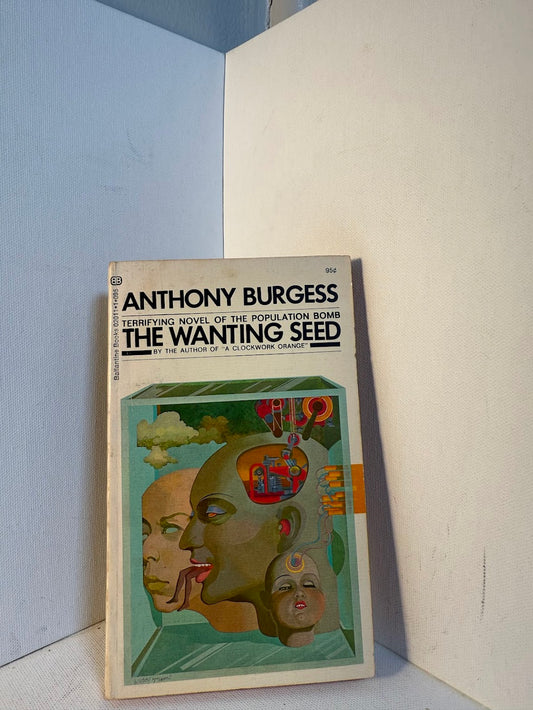 95¢
ANTHONY BURGESS
TERRIFYING NOVEL OF THE POPULATION BOMB
THE WANTING SEED
BY THE AUTHOR OF "A CLOCKWORK ORANGE"
BB
Ballantine Books